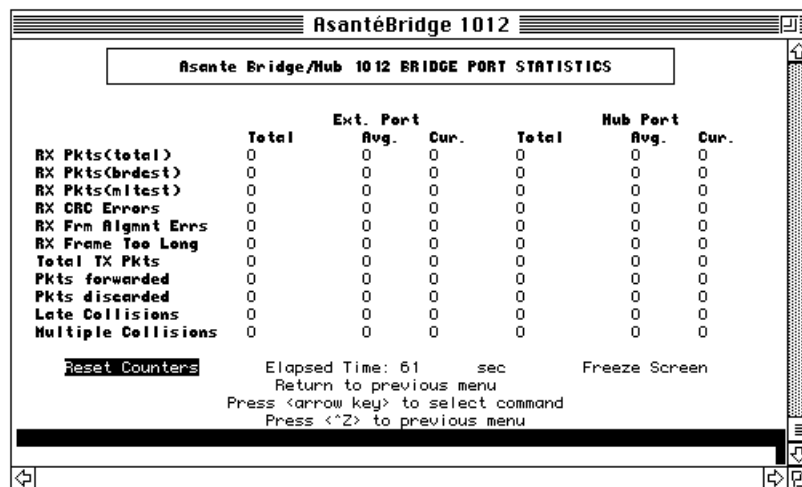 AsantéBridge 1012
Asante Bridge/Hub 1012 BRIDGE PORT STATISTICS
Ext. Port Hub Port
Total Avg. Cur. Total Avg. Cur.
RX Pkts(total) 0 0 0 0 0 0
RX Pkts(brdcst) 0 0 0 0 0 0
RX Pkts(mltcst) 0 0 0 0 0 0
RX CRC Errors 0 0 0 0 0 0
RX Frm Algmnt Errs 0 0 0 0 0 0
RX Frame Too Long 0 0 0 0 0 0
Total TX Pkts 0 0 0 0 0 0
Pkts forwarded 0 0 0 0 0 0
Pkts discarded 0 0 0 0 0 0
Late Collisions 0 0 0 0 0 0
Multiple Collisions 0 0 0 0 0 0
Reset Counters Elapsed Time: 61 sec Freeze Screen
Return to previous menu
Press <arrow key> to select command
Press <^Z> to previous menu